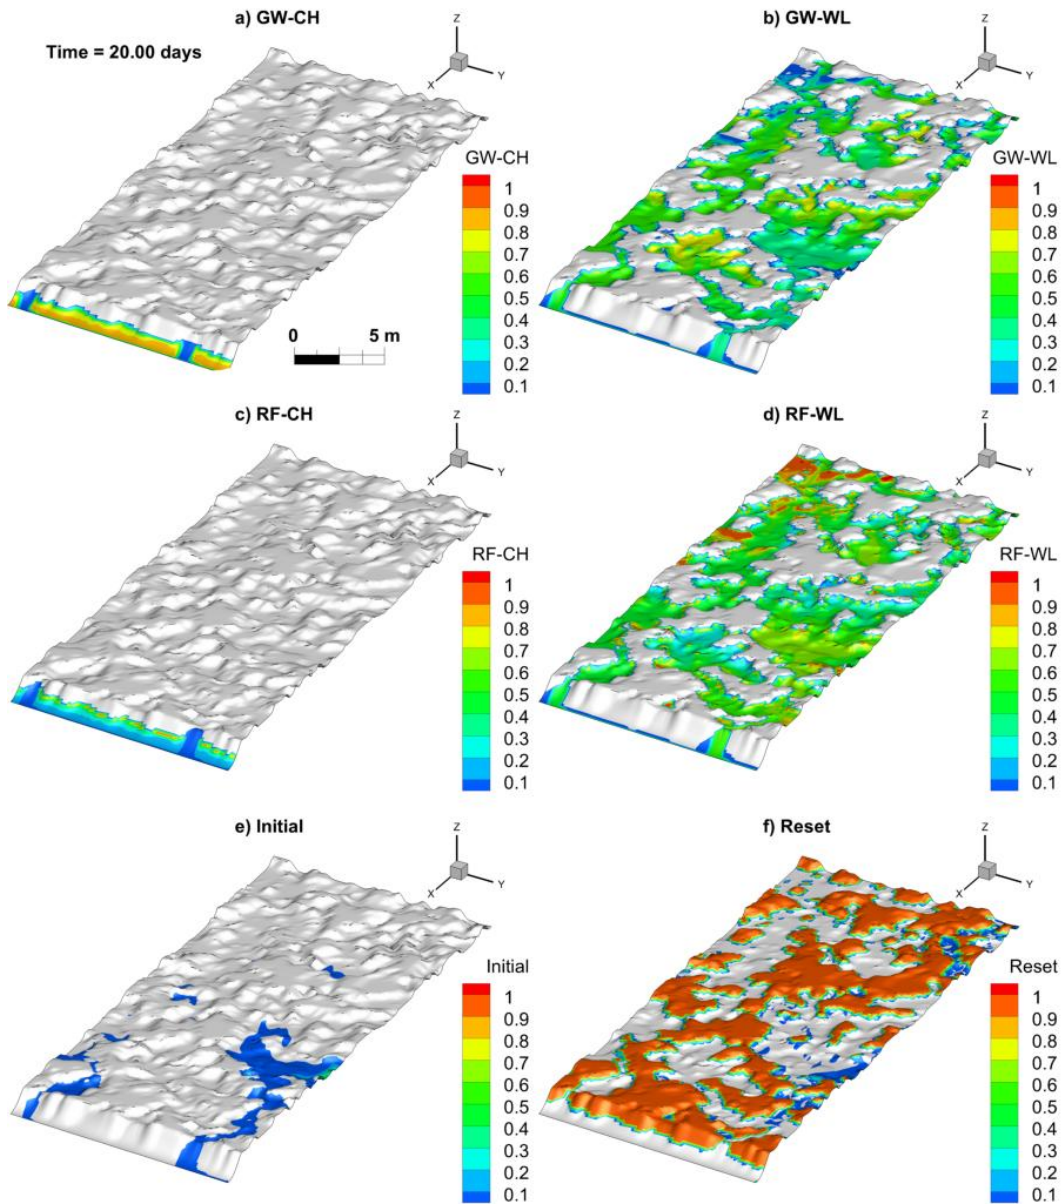 a) GW-CH
Time = 20.00 days
Z
X
Y
GW-CH
1
0.9
0.8
0.7
0.6
0.5
0.4
0.3
0.2
0.1
0 5 m
b) GW-WL
Z
X
Y
GW-WL
1
0.9
0.8
0.7
0.6
0.5
0.4
0.3
0.2
0.1
c) RF-CH
Z
X
Y
RF-CH
1
0.9
0.8
0.7
0.6
0.5
0.4
0.3
0.2
0.1
d) RF-WL
Z
X
Y
RF-WL
1
0.9
0.8
0.7
0.6
0.5
0.4
0.3
0.2
0.1
e) Initial
Z
X
Y
Initial
1
0.9
0.8
0.7
0.6
0.5
0.4
0.3
0.2
0.1
f) Reset
Z
X
Y
Reset
1
0.9
0.8
0.7
0.6
0.5
0.4
0.3
0.2
0.1